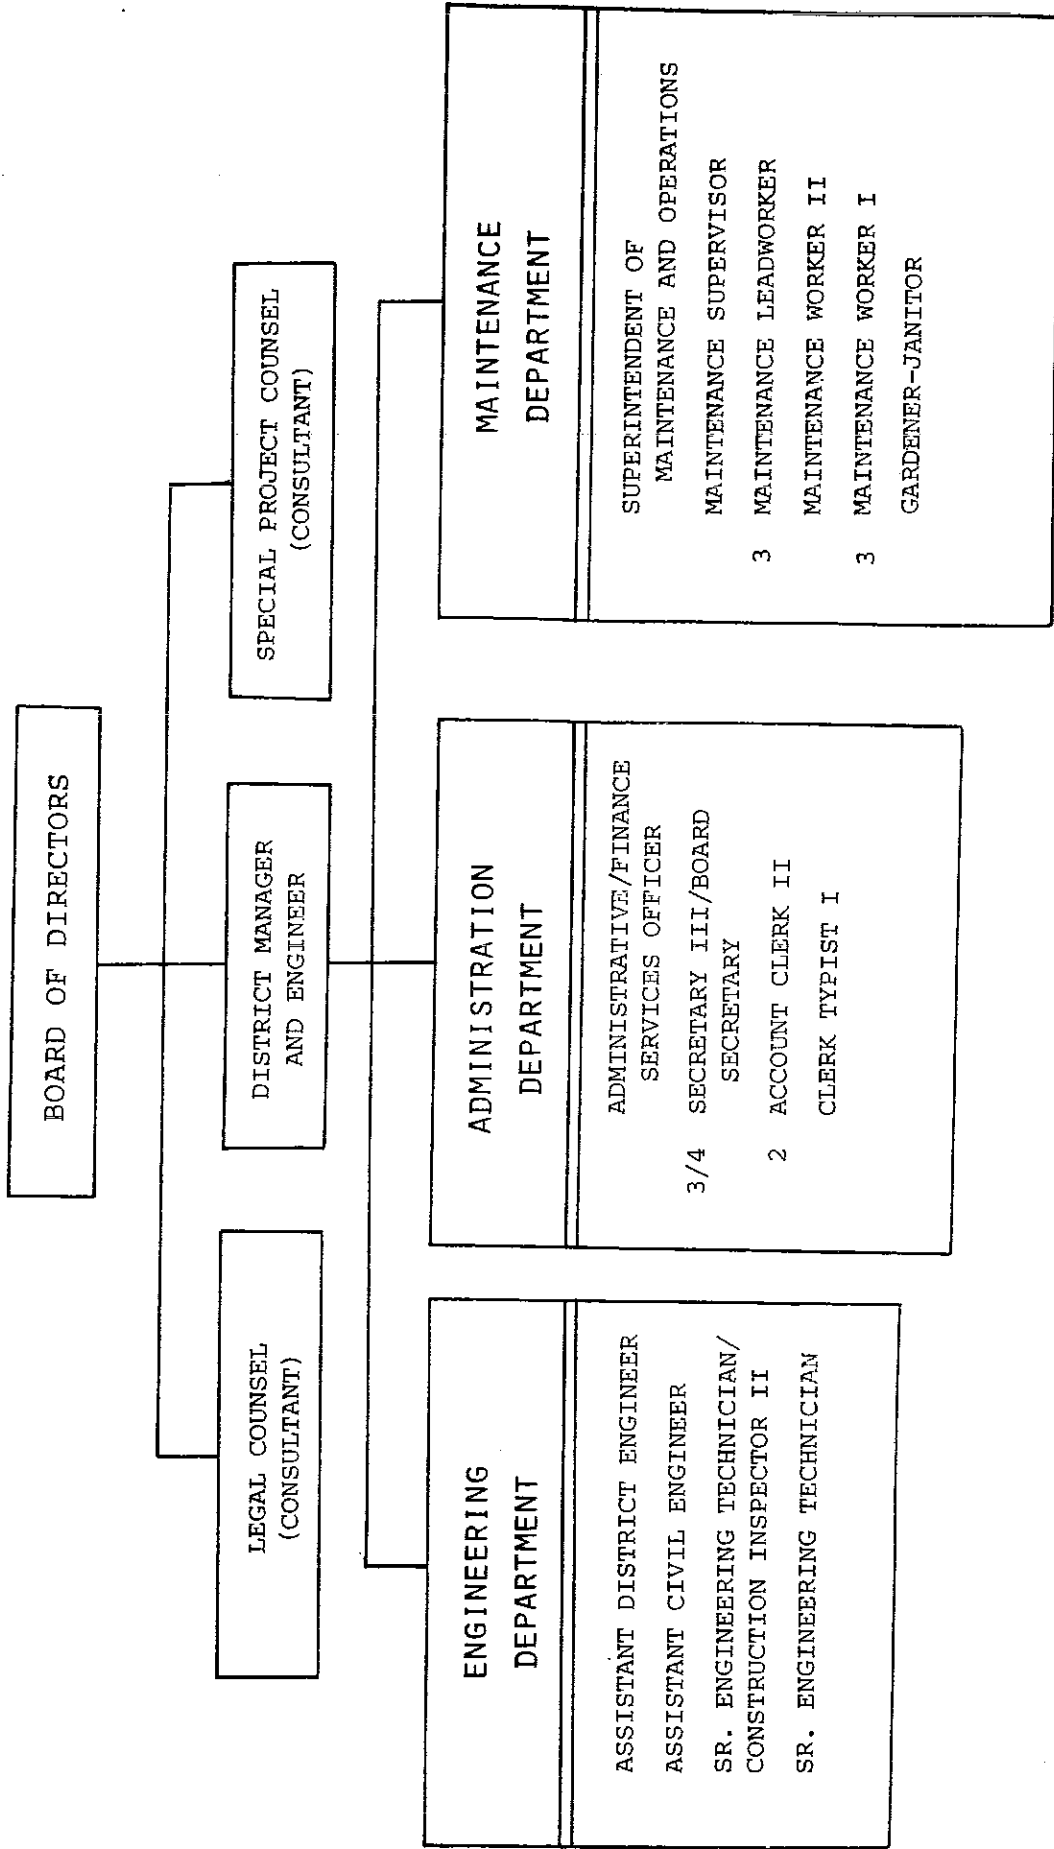 BOARD OF DIRECTORS
LEGAL COUNSEL
(CONSULTANT)
DISTRICT MANAGER
AND ENGINEER
SPECIAL PROJECT COUNSEL
(CONSULTANT)
ENGINEERING
DEPARTMENT
ASSISTANT DISTRICT ENGINEER
ASSISTANT CIVIL ENGINEER
SR. ENGINEERING TECHNICIAN/
CONSTRUCTION INSPECTOR II
SR. ENGINEERING TECHNICIAN
ADMINISTRATION
DEPARTMENT
ADMINISTRATIVE/FINANCE
SERVICES OFFICER
3/4 SECRETARY III/BOARD
SECRETARY
2 ACCOUNT CLERK II
CLERK TYPIST I
MAINTENANCE
DEPARTMENT
SUPERINTENDENT OF
MAINTENANCE AND OPERATIONS
MAINTENANCE SUPERVISOR
3 MAINTENANCE LEADWORKER
MAINTENANCE WORKER II
3 MAINTENANCE WORKER I
GARDENER-JANITOR